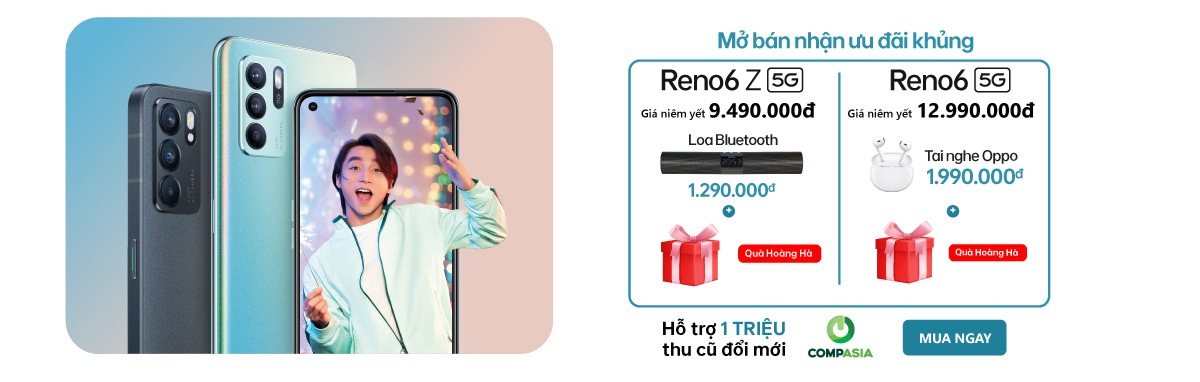 Mở bán nhận ưu đãi khủng
Reno6 Z 5G
Giá niêm yết 9.490.000đ
Loa Bluetooth
1.290.000đ
+
Quà Hoàng Hà
Reno6 5G
Giá niêm yết 12.990.000đ
Tai nghe Oppo
1.990.000đ
+
Quà Hoàng Hà
Hỗ trợ 1 TRIỆU
thu cũ đổi mới
COMPASIA
MUA NGAY
5G